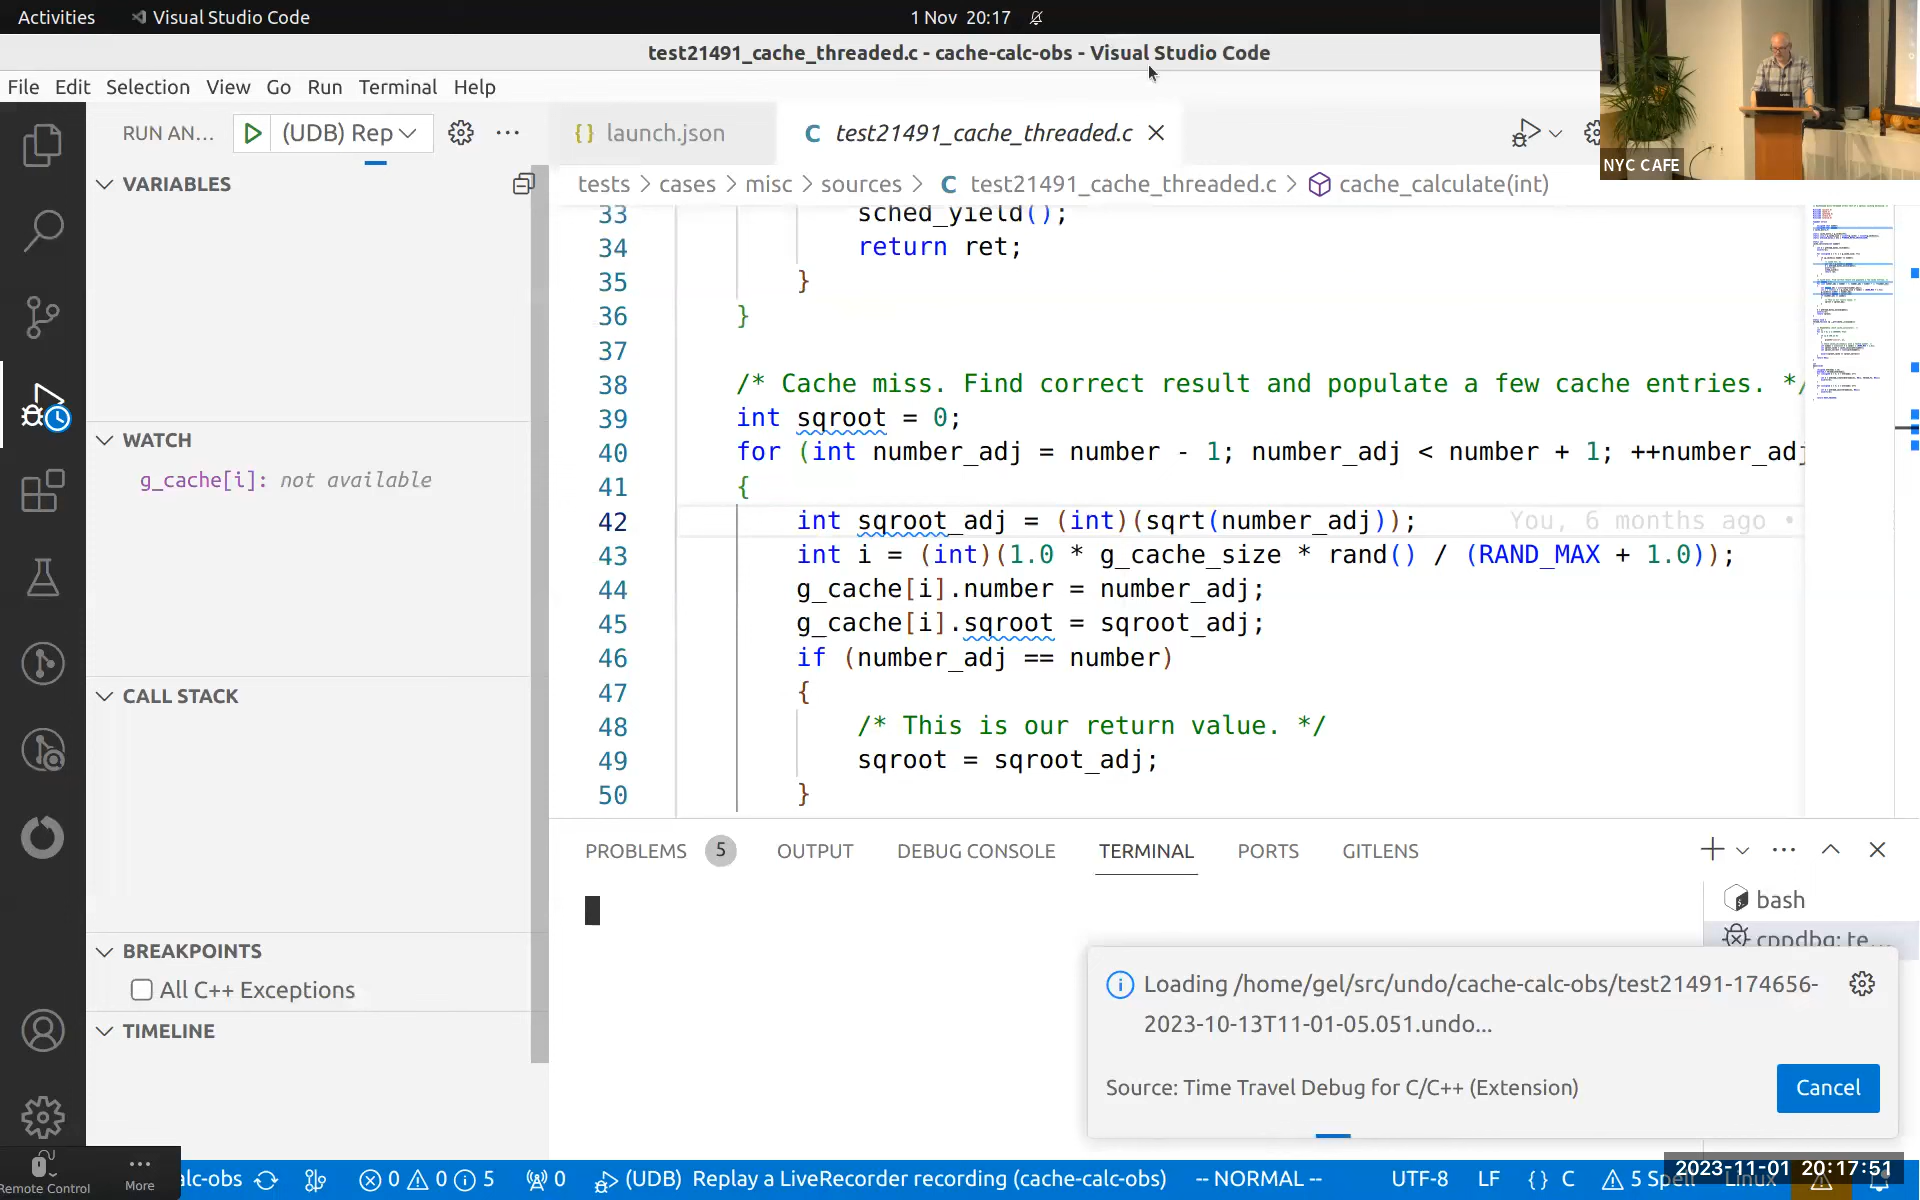 Activities
Visual Studio Code
1 Nov 20:17
test21491_cache_threaded.c - cache-calc-obs - Visual Studio Code
File Edit Selection View Go Run Terminal Help
NYC CAFE
RUN AN...
(UDB) Rep
launch.json
C test21491_cache_threaded.c
tests > cases > misc > sources > C test21491_cache_threaded.c > cache_calculate(int)
VARIABLES
WATCH
g_cache[i]: not available
CALL STACK
BREAKPOINTS
All C++ Exceptions
TIMELINE
33 sched_yield();
34 return ret;
35 }
36 }
37
38 /* Cache miss. Find correct result and populate a few cache entries. */
39 int sqroot = 0;
40 for (int number_adj = number - 1; number_adj < number + 1; ++number_adj
41 {
42 int sqroot_adj = (int)(sqrt(number_adj)); You, 6 months ago •
43 int i = (int)(1.0 * g_cache_size * rand() / (RAND_MAX + 1.0));
44 g_cache[i].number = number_adj;
45 g_cache[i].sqroot = sqroot_adj;
46 if (number_adj == number)
47 {
48 /* This is our return value. */
49 sqroot = sqroot_adj;
50 }
PROBLEMS 5 OUTPUT DEBUG CONSOLE TERMINAL PORTS GITLENS
bash
cppdbg: te...
Loading /home/gel/src/undo/cache-calc-obs/test21491-174656-
2023-10-13T11-01-05.051.undo...
Source: Time Travel Debug for C/C++ (Extension)
Cancel
Remote Control
More
alc-obs
0 0 5
0
(UDB) Replay a LiveRecorder recording (cache-calc-obs)
-- NORMAL --
UTF-8
LF
{} C
5 Spell
Linux
2023-11-01 20:17:51